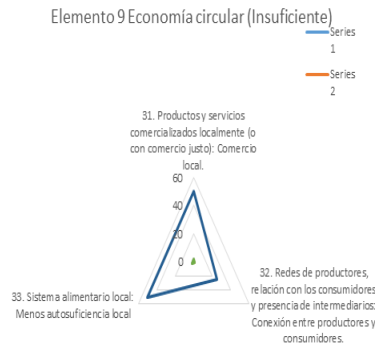 Elemento 9 Economía circular (Insuficiente)
Series
1
Series
2
31. Productos y servicios
comercializados localmente (o
con comercio justo): Comercio
local.
60
40
20
0
32. Redes de productores,
relación con los consumidores
y presencia de intermediarios:
Conexión entre productores y
consumidores.
33. Sistema alimentario local:
Menos autosuficiencia local